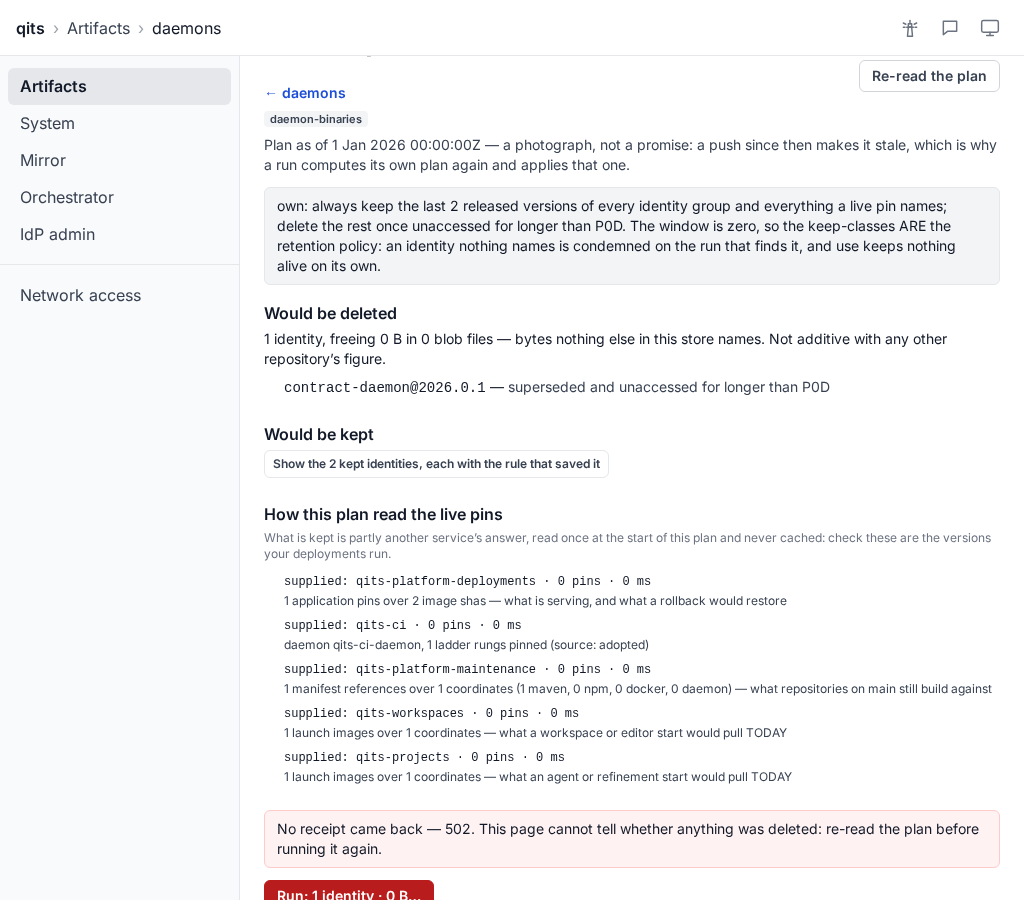 qits › Artifacts › daemons
Artifacts
System
Mirror
Orchestrator
IdP admin
Network access
Re-read the plan
← daemons
daemon-binaries
Plan as of 1 Jan 2026 00:00:00Z — a photograph, not a promise: a push since then makes it stale, which is why
a run computes its own plan again and applies that one.
own: always keep the last 2 released versions of every identity group and everything a live pin names;
delete the rest once unaccessed for longer than P0D. The window is zero, so the keep-classes ARE the
retention policy: an identity nothing names is condemned on the run that finds it, and use keeps nothing
alive on its own.
Would be deleted
1 identity, freeing 0 B in 0 blob files — bytes nothing else in this store names. Not additive with any other
repository’s figure.
contract-daemon@2026.0.1 — superseded and unaccessed for longer than P0D
Would be kept
Show the 2 kept identities, each with the rule that saved it
How this plan read the live pins
What is kept is partly another service’s answer, read once at the start of this plan and never cached: check these are the versions
your deployments run.
supplied: qits-platform-deployments · 0 pins · 0 ms
1 application pins over 2 image shas — what is serving, and what a rollback would restore
supplied: qits-ci · 0 pins · 0 ms
daemon qits-ci-daemon, 1 ladder rungs pinned (source: adopted)
supplied: qits-platform-maintenance · 0 pins · 0 ms
1 manifest references over 1 coordinates (1 maven, 0 npm, 0 docker, 0 daemon) — what repositories on main still build against
supplied: qits-workspaces · 0 pins · 0 ms
1 launch images over 1 coordinates — what a workspace or editor start would pull TODAY
supplied: qits-projects · 0 pins · 0 ms
1 launch images over 1 coordinates — what an agent or refinement start would pull TODAY
No receipt came back — 502. This page cannot tell whether anything was deleted: re-read the plan before
running it again.
Run: 1 identity · 0 B…